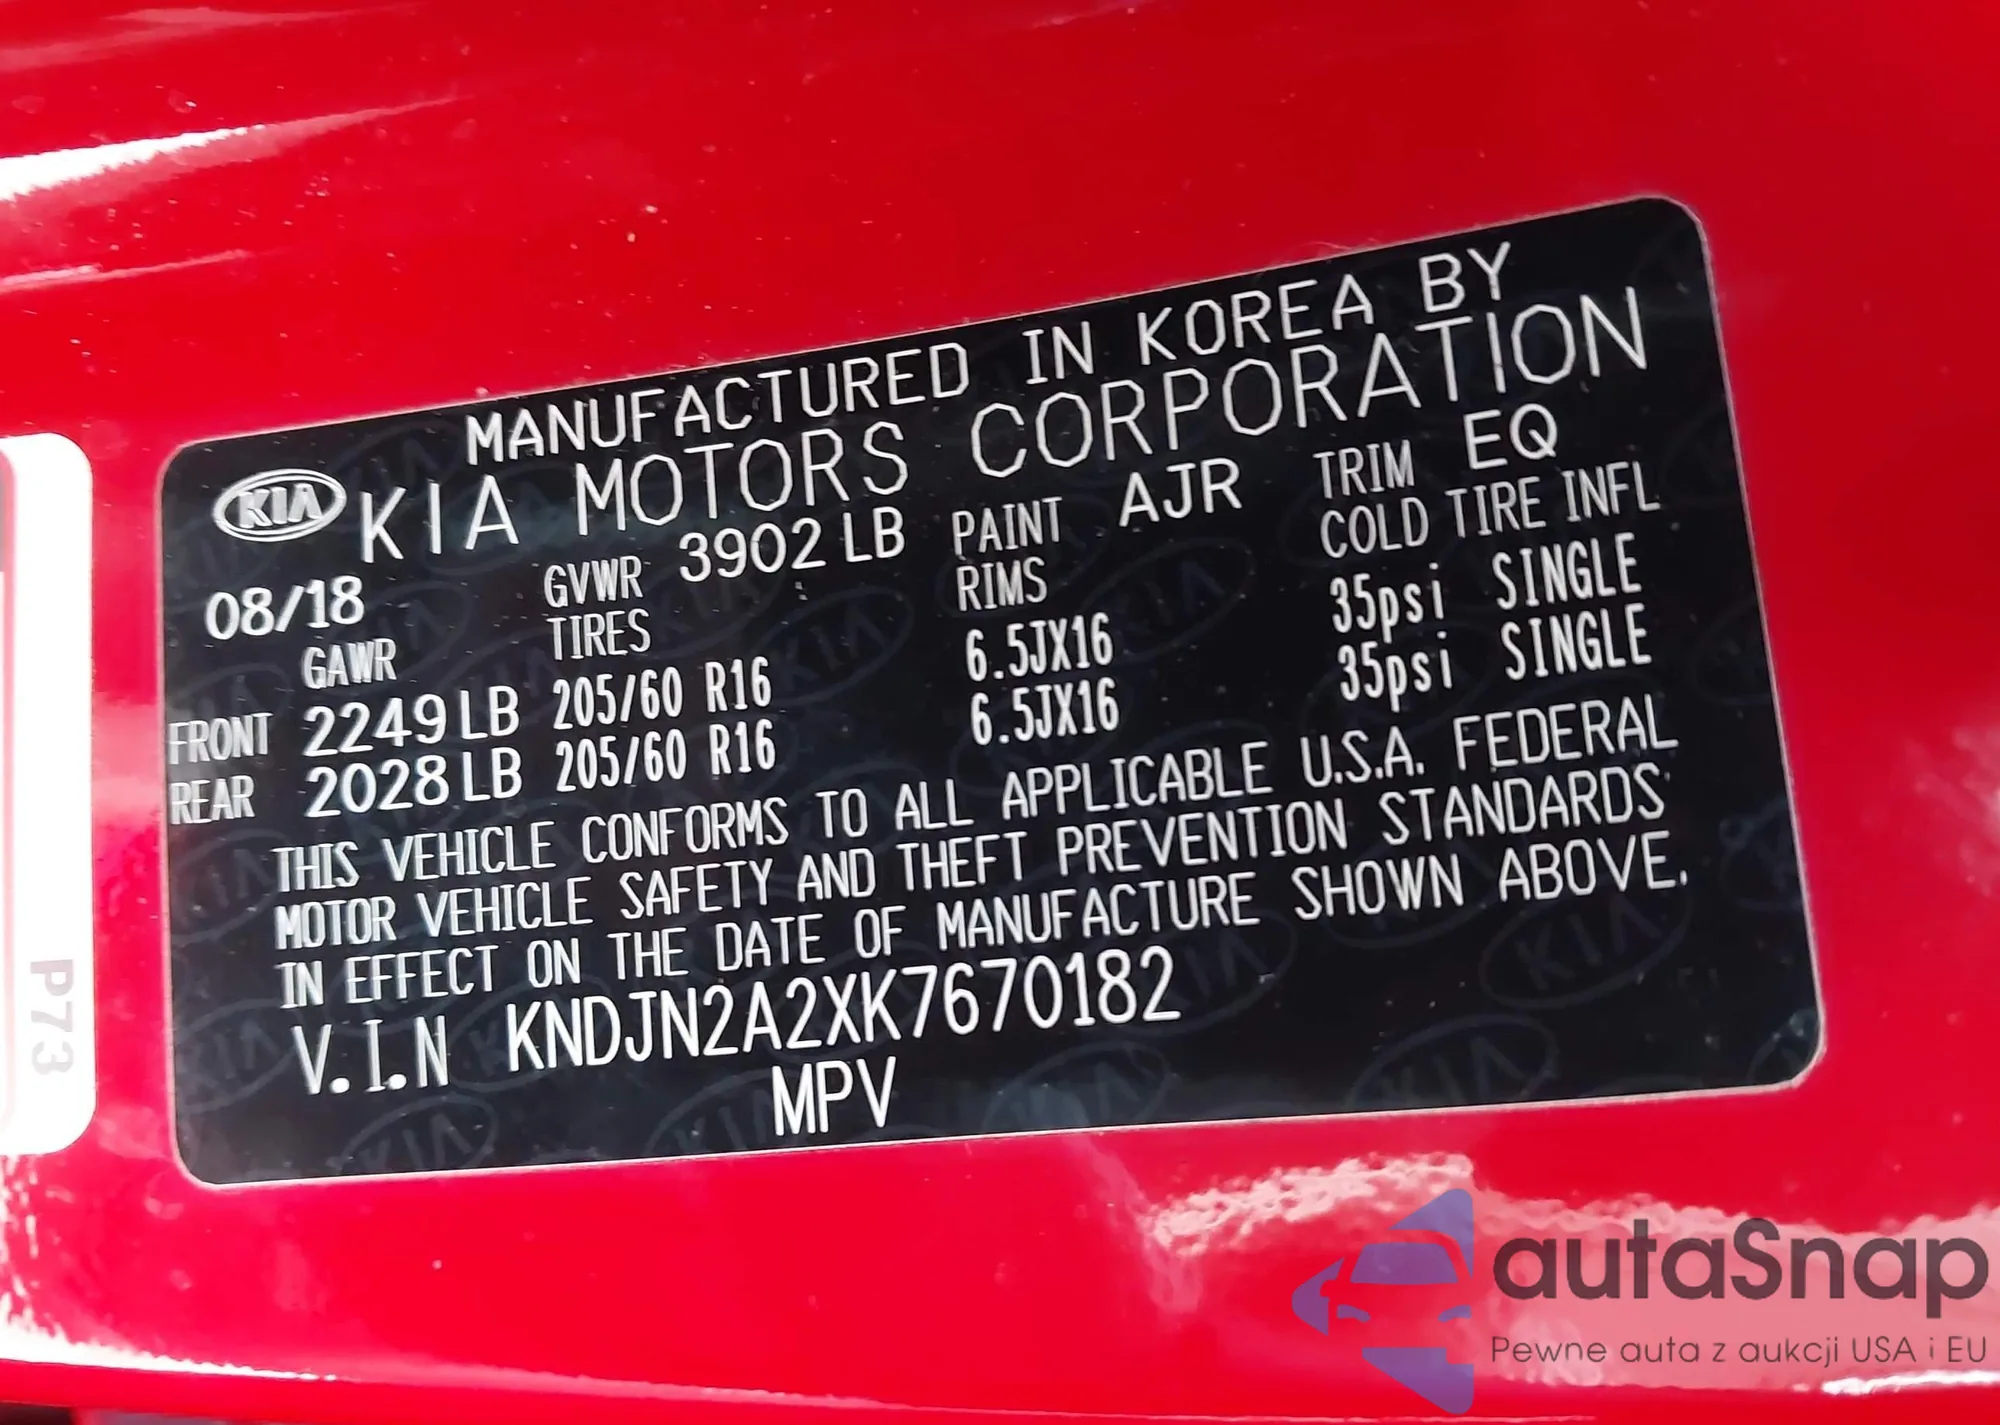 MANUFACTURED IN KOREA BY
KIA KIA MOTORS CORPORATION
08/18 GVWR 3902 LB PAINT AJR TRIM EQ
GAWR TIRES RIMS COLD TIRE INFL
FRONT 2249 LB 205/60 R16 6.5JX16 35psi SINGLE
REAR 2028 LB 205/60 R16 6.5JX16 35psi SINGLE
THIS VEHICLE CONFORMS TO ALL APPLICABLE U.S.A. FEDERAL
MOTOR VEHICLE SAFETY AND THEFT PREVENTION STANDARDS
IN EFFECT ON THE DATE OF MANUFACTURE SHOWN ABOVE.
V.I.N KNDJN2A2XK7670182
MPV
P73
autaSnap
Pewne auta z aukcji USA i EU